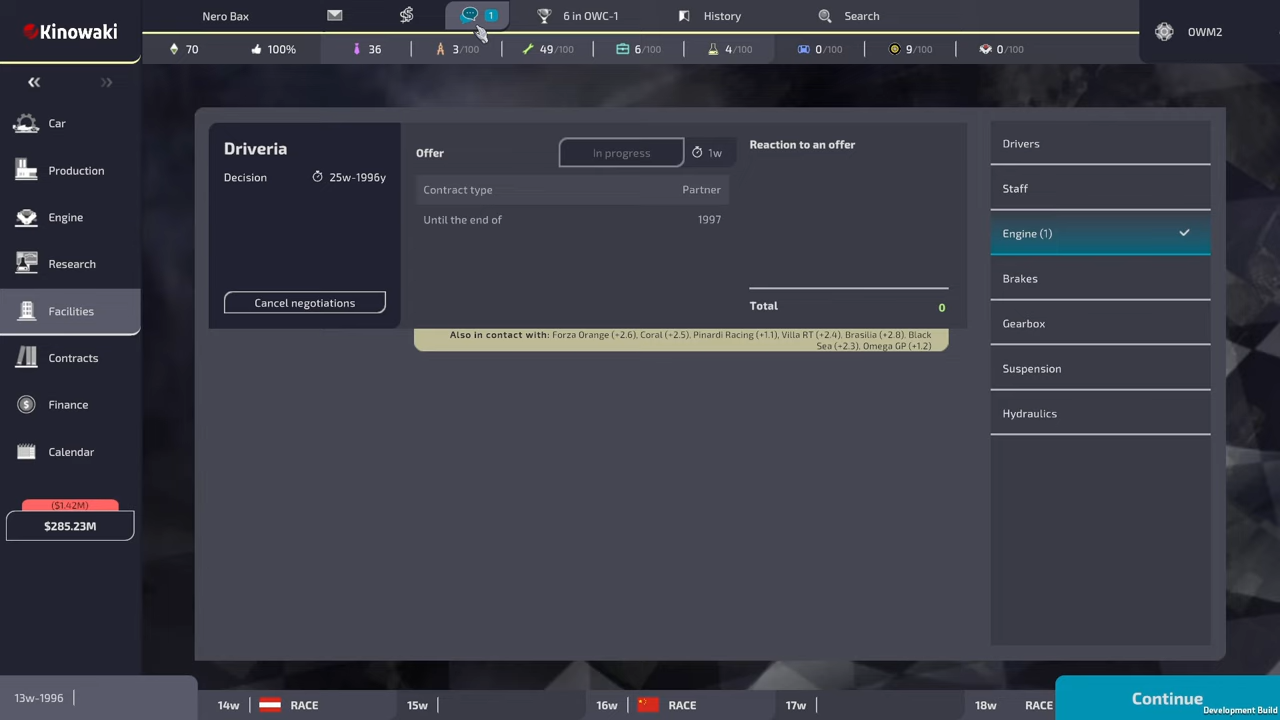 Kinowaki
Nero Bax
1
6 in OWC-1
History
Search
OWM2
70
100%
36
3/100
49/100
6/100
4/100
0/100
9/100
0/100
Car
Production
Engine
Research
Facilities
Contracts
Finance
Calendar
($1.42M)
$285.23M
Driveria
Decision 25w-1996y
Cancel negotiations
Offer In progress 1w
Contract type Partner
Until the end of 1997
Reaction to an offer
Total 0
Also in contact with: Forza Orange (+2.6), Coral (+2.5), Pinardi Racing (+1.1), Villa RT (+2.4), Brasilia (+2.8), Black
Sea (+2.3), Omega GP (+1.2)
Drivers
Staff
Engine (1)
Brakes
Gearbox
Suspension
Hydraulics
13w-1996
14w RACE 15w 16w RACE 17w 18w RACE
Continue
Development Build